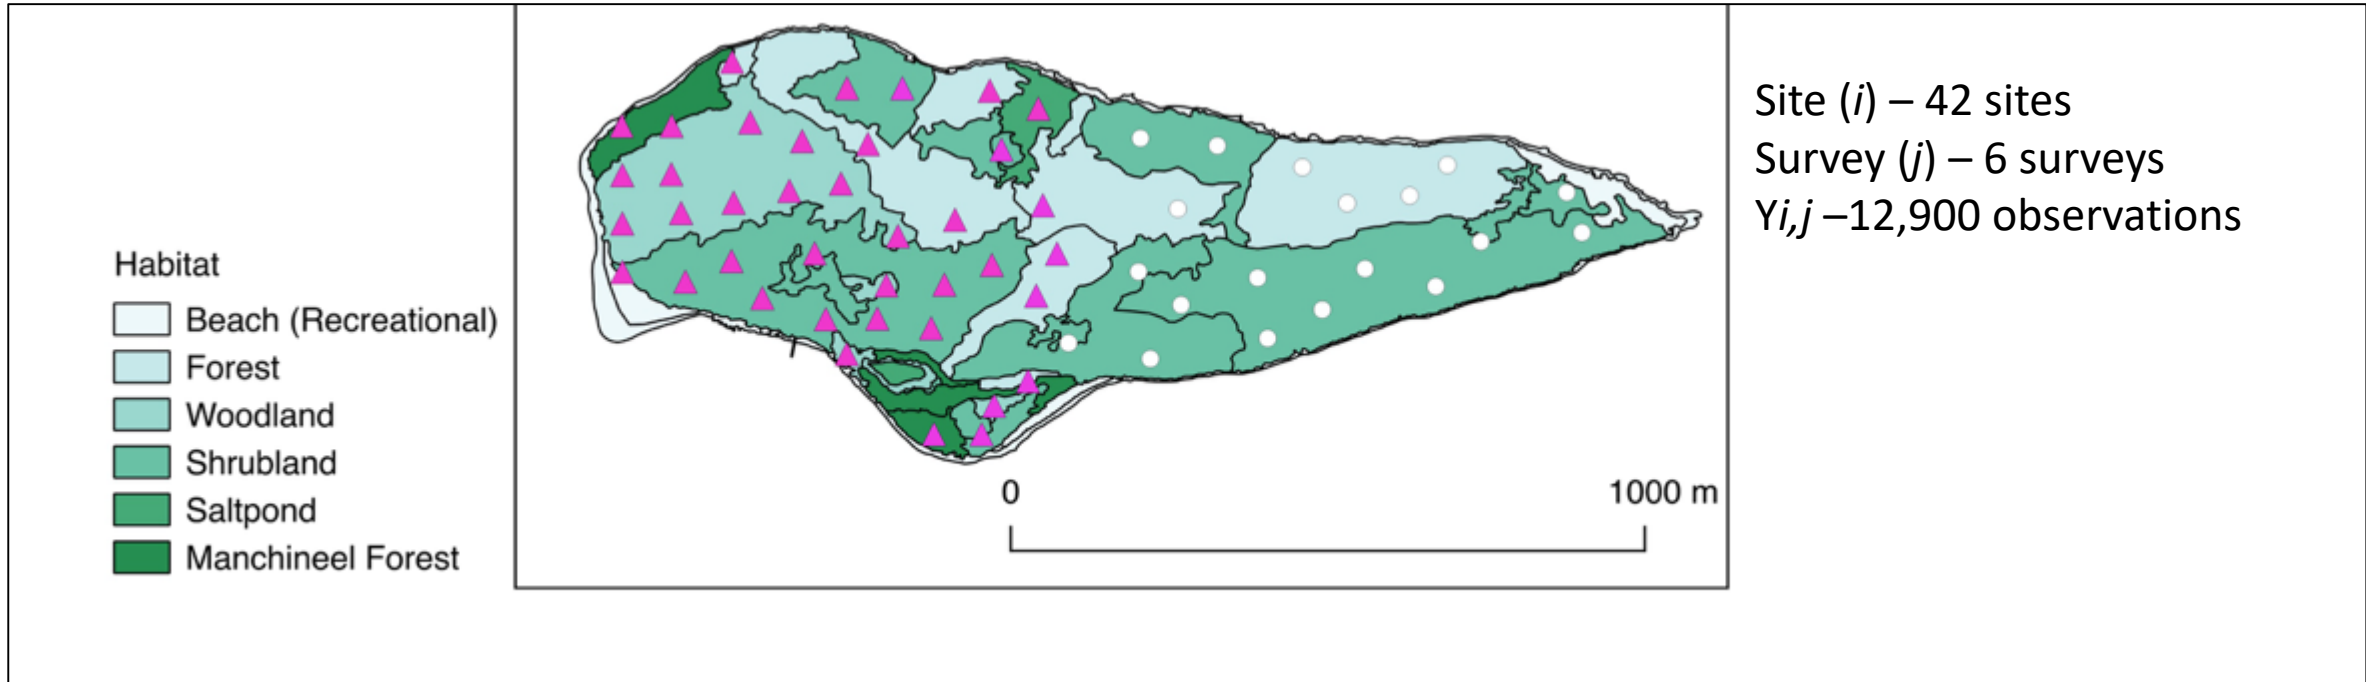 Habitat
Beach (Recreational)
Forest
Woodland
Shrubland
Saltpond
Manchineel Forest
0
1000 m
Site (i) – 42 sites
Survey (j) – 6 surveys
Yi,j –12,900 observations